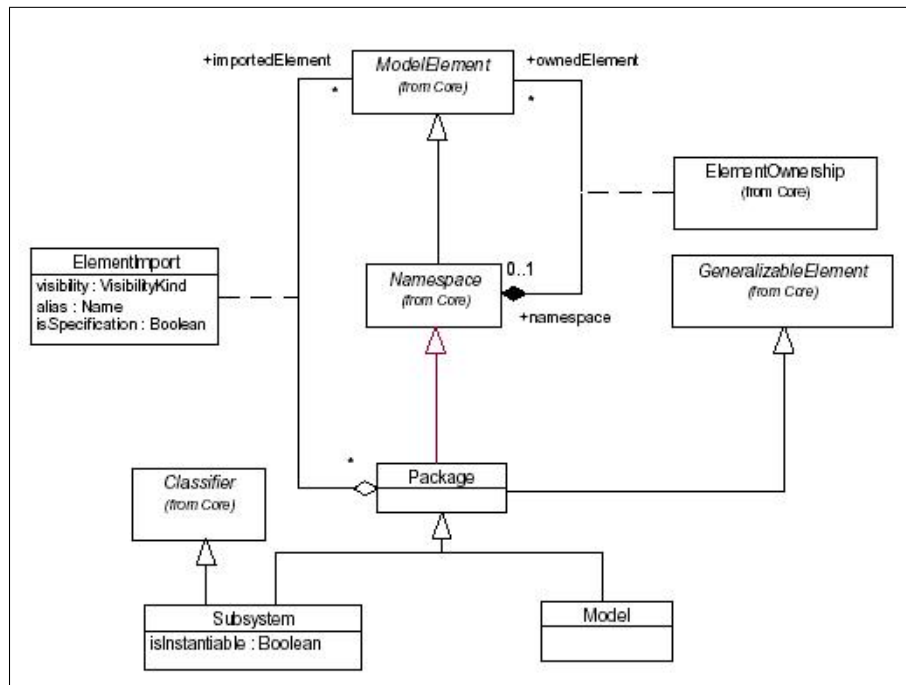 +importedElement
*
ModelElement
(from Core)
+ownedElement
*
ElementOwnership
(from Core)
ElementImport
visibility : VisibilityKind
alias : Name
isSpecification : Boolean
Namespace
(from Core)
0..1
+namespace
GeneralizableElement
(from Core)
*
Package
Classifier
(from Core)
Subsystem
isInstantiable : Boolean
Model